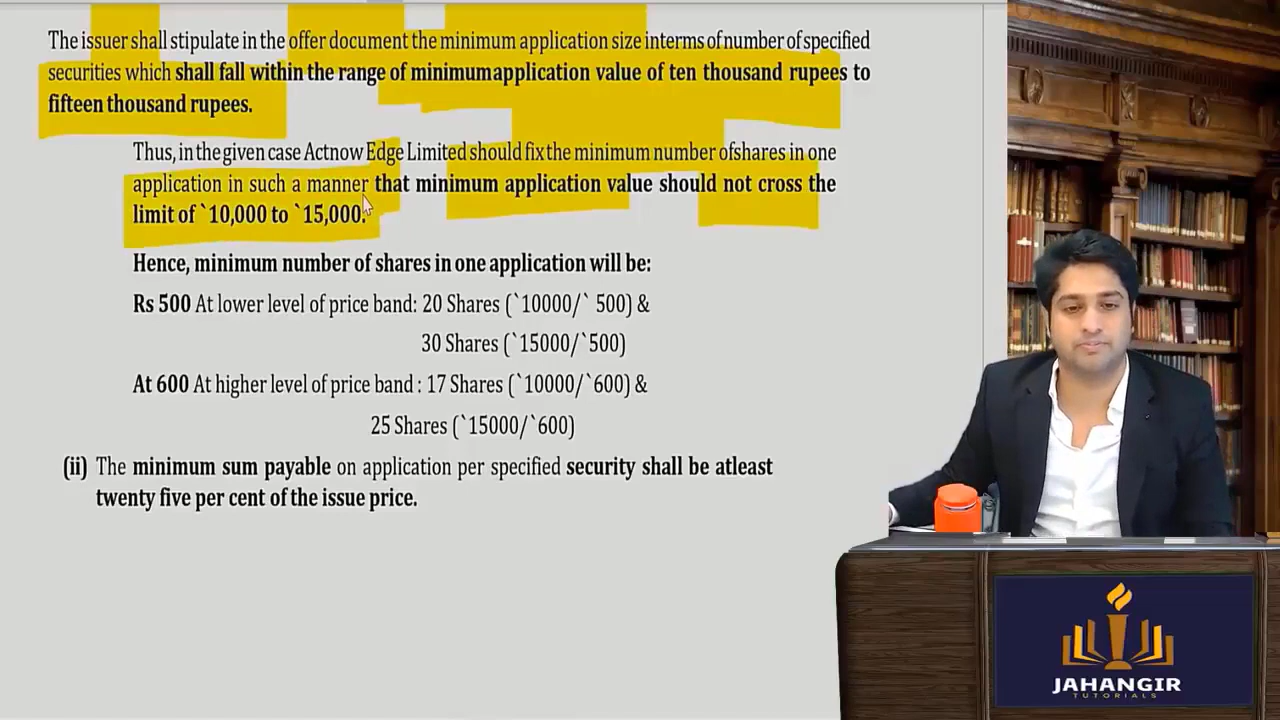 The issuer shall stipulate in the offer document the minimum application size interms of number of specified
securities which shall fall within the range of minimumapplication value of ten thousand rupees to
fifteen thousand rupees.
Thus, in the given case Actnow Edge Limited should fix the minimum number ofshares in one
application in such a manner that minimum application value should not cross the
limit of `10,000 to `15,000.
Hence, minimum number of shares in one application will be:
Rs 500 At lower level of price band: 20 Shares (`10000/` 500) &
30 Shares (`15000/`500)
At 600 At higher level of price band : 17 Shares (`10000/`600) &
25 Shares (`15000/`600)
(ii) The minimum sum payable on application per specified security shall be atleast
twenty five per cent of the issue price.
JAHANGIR
TUTORIALS